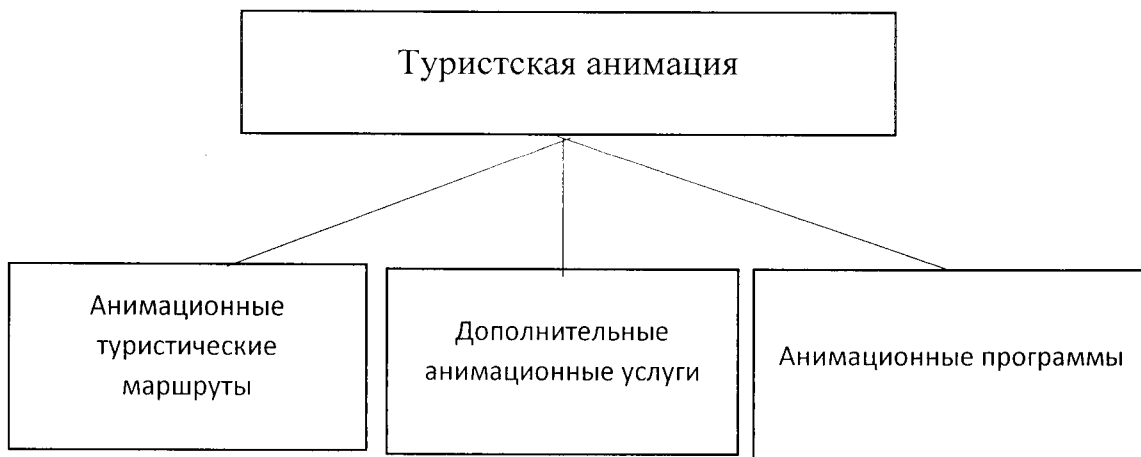 Туристская анимация
Анимационные
туристические
маршруты
Дополнительные
анимационные услуги
Анимационные программы